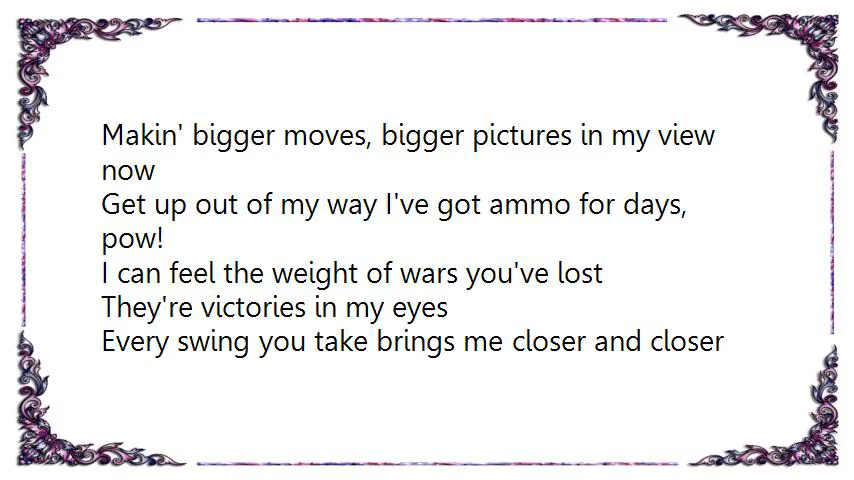 Makin' bigger moves, bigger pictures in my view
now
Get up out of my way I've got ammo for days,
pow!
I can feel the weight of wars you've lost
They're victories in my eyes
Every swing you take brings me closer and closer